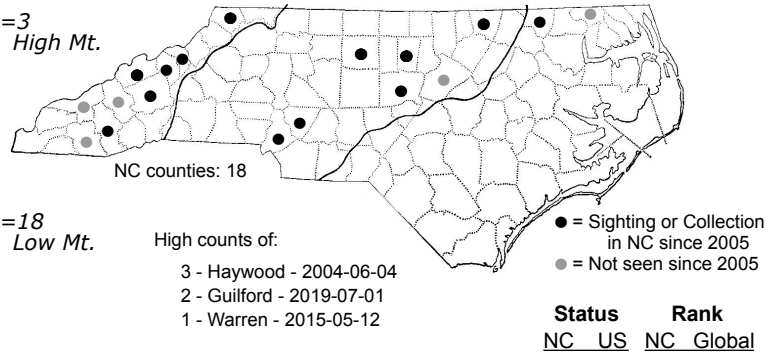 =3
High Mt.
NC counties: 18
=18
Low Mt.
High counts of:
3 - Haywood - 2004-06-04
2 - Guilford - 2019-07-01
1 - Warren - 2015-05-12
= Sighting or Collection
in NC since 2005
= Not seen since 2005
Status Rank
NC US NC Global